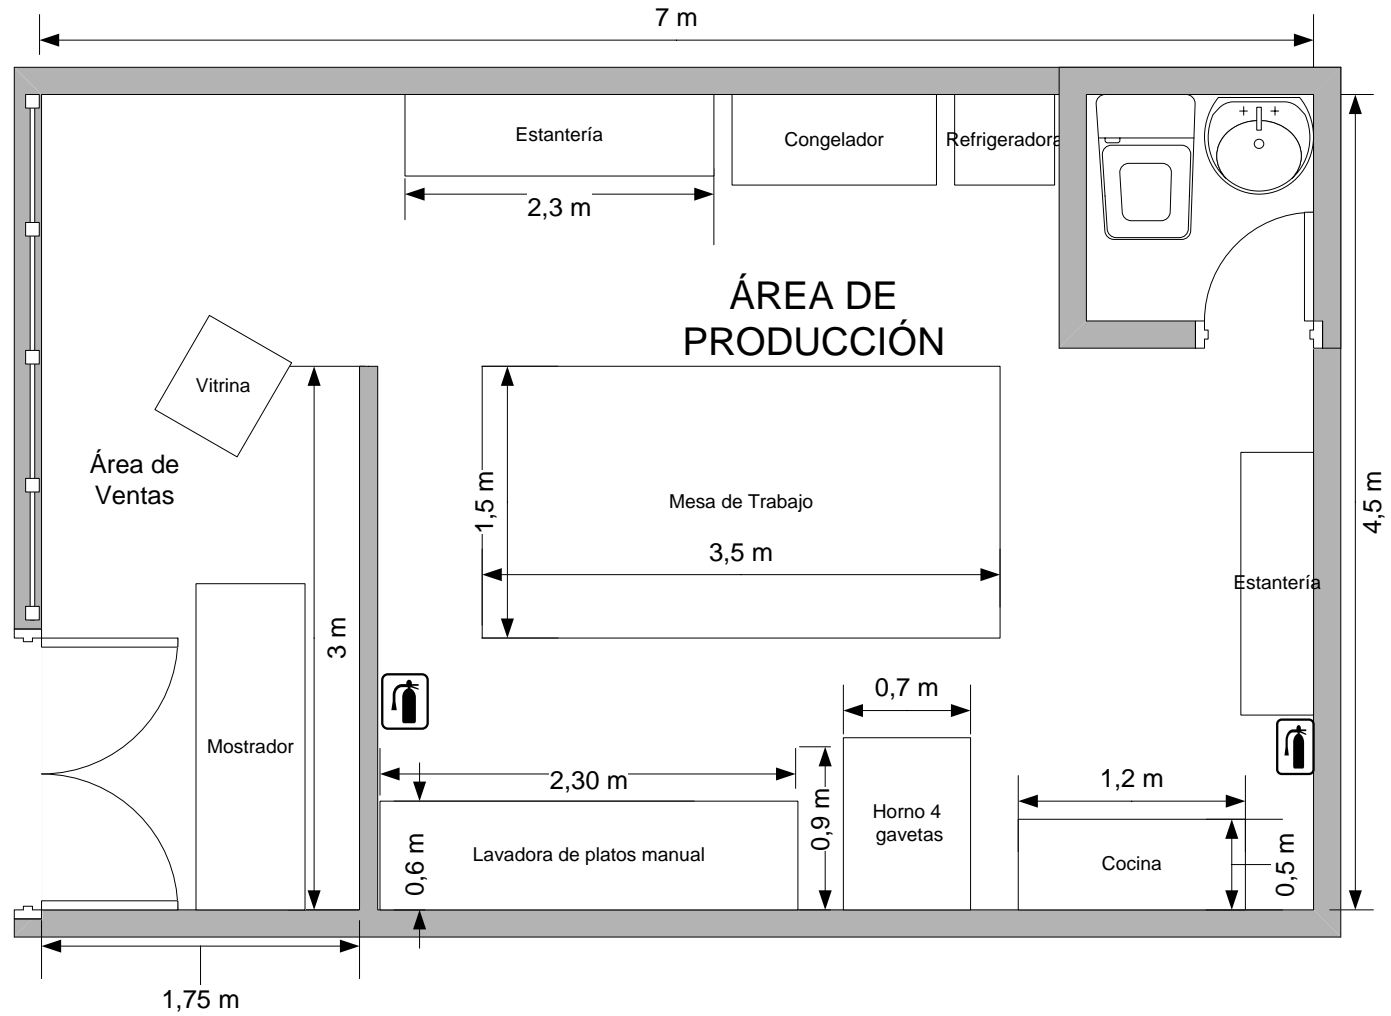 7 m
Estantería
Congelador
Refrigeradora
2,3 m
ÁREA DE
PRODUCCIÓN
Vitrina
Área de
Ventas
1,5 m
Mesa de Trabajo
3,5 m
4,5 m
Estantería
3 m
0,7 m
Mostrador
2,30 m
1,2 m
0,9 m
Horno 4
gavetas
0,6 m
Lavadora de platos manual
Cocina
0,5 m
1,75 m